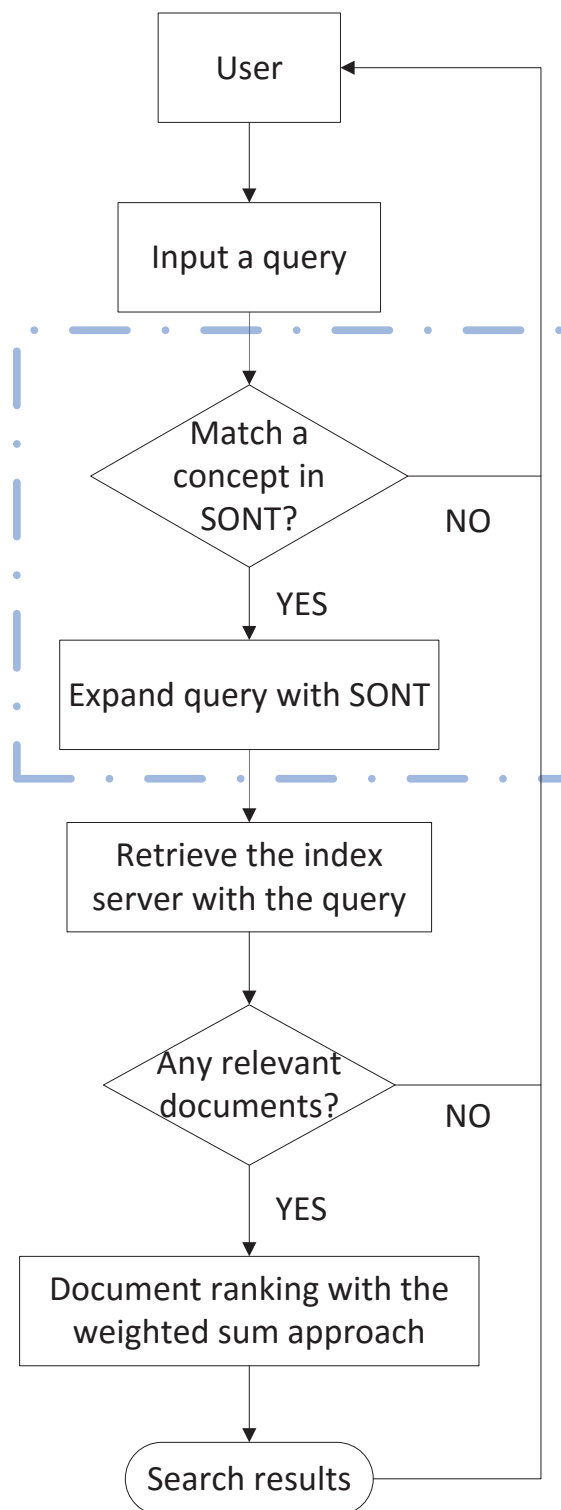 User
Input a query
Match a
concept in
SONT?
NO
YES
Expand query with SONT
Retrieve the index
server with the query
Any relevant
documents?
NO
YES
Document ranking with the
weighted sum approach
Search results